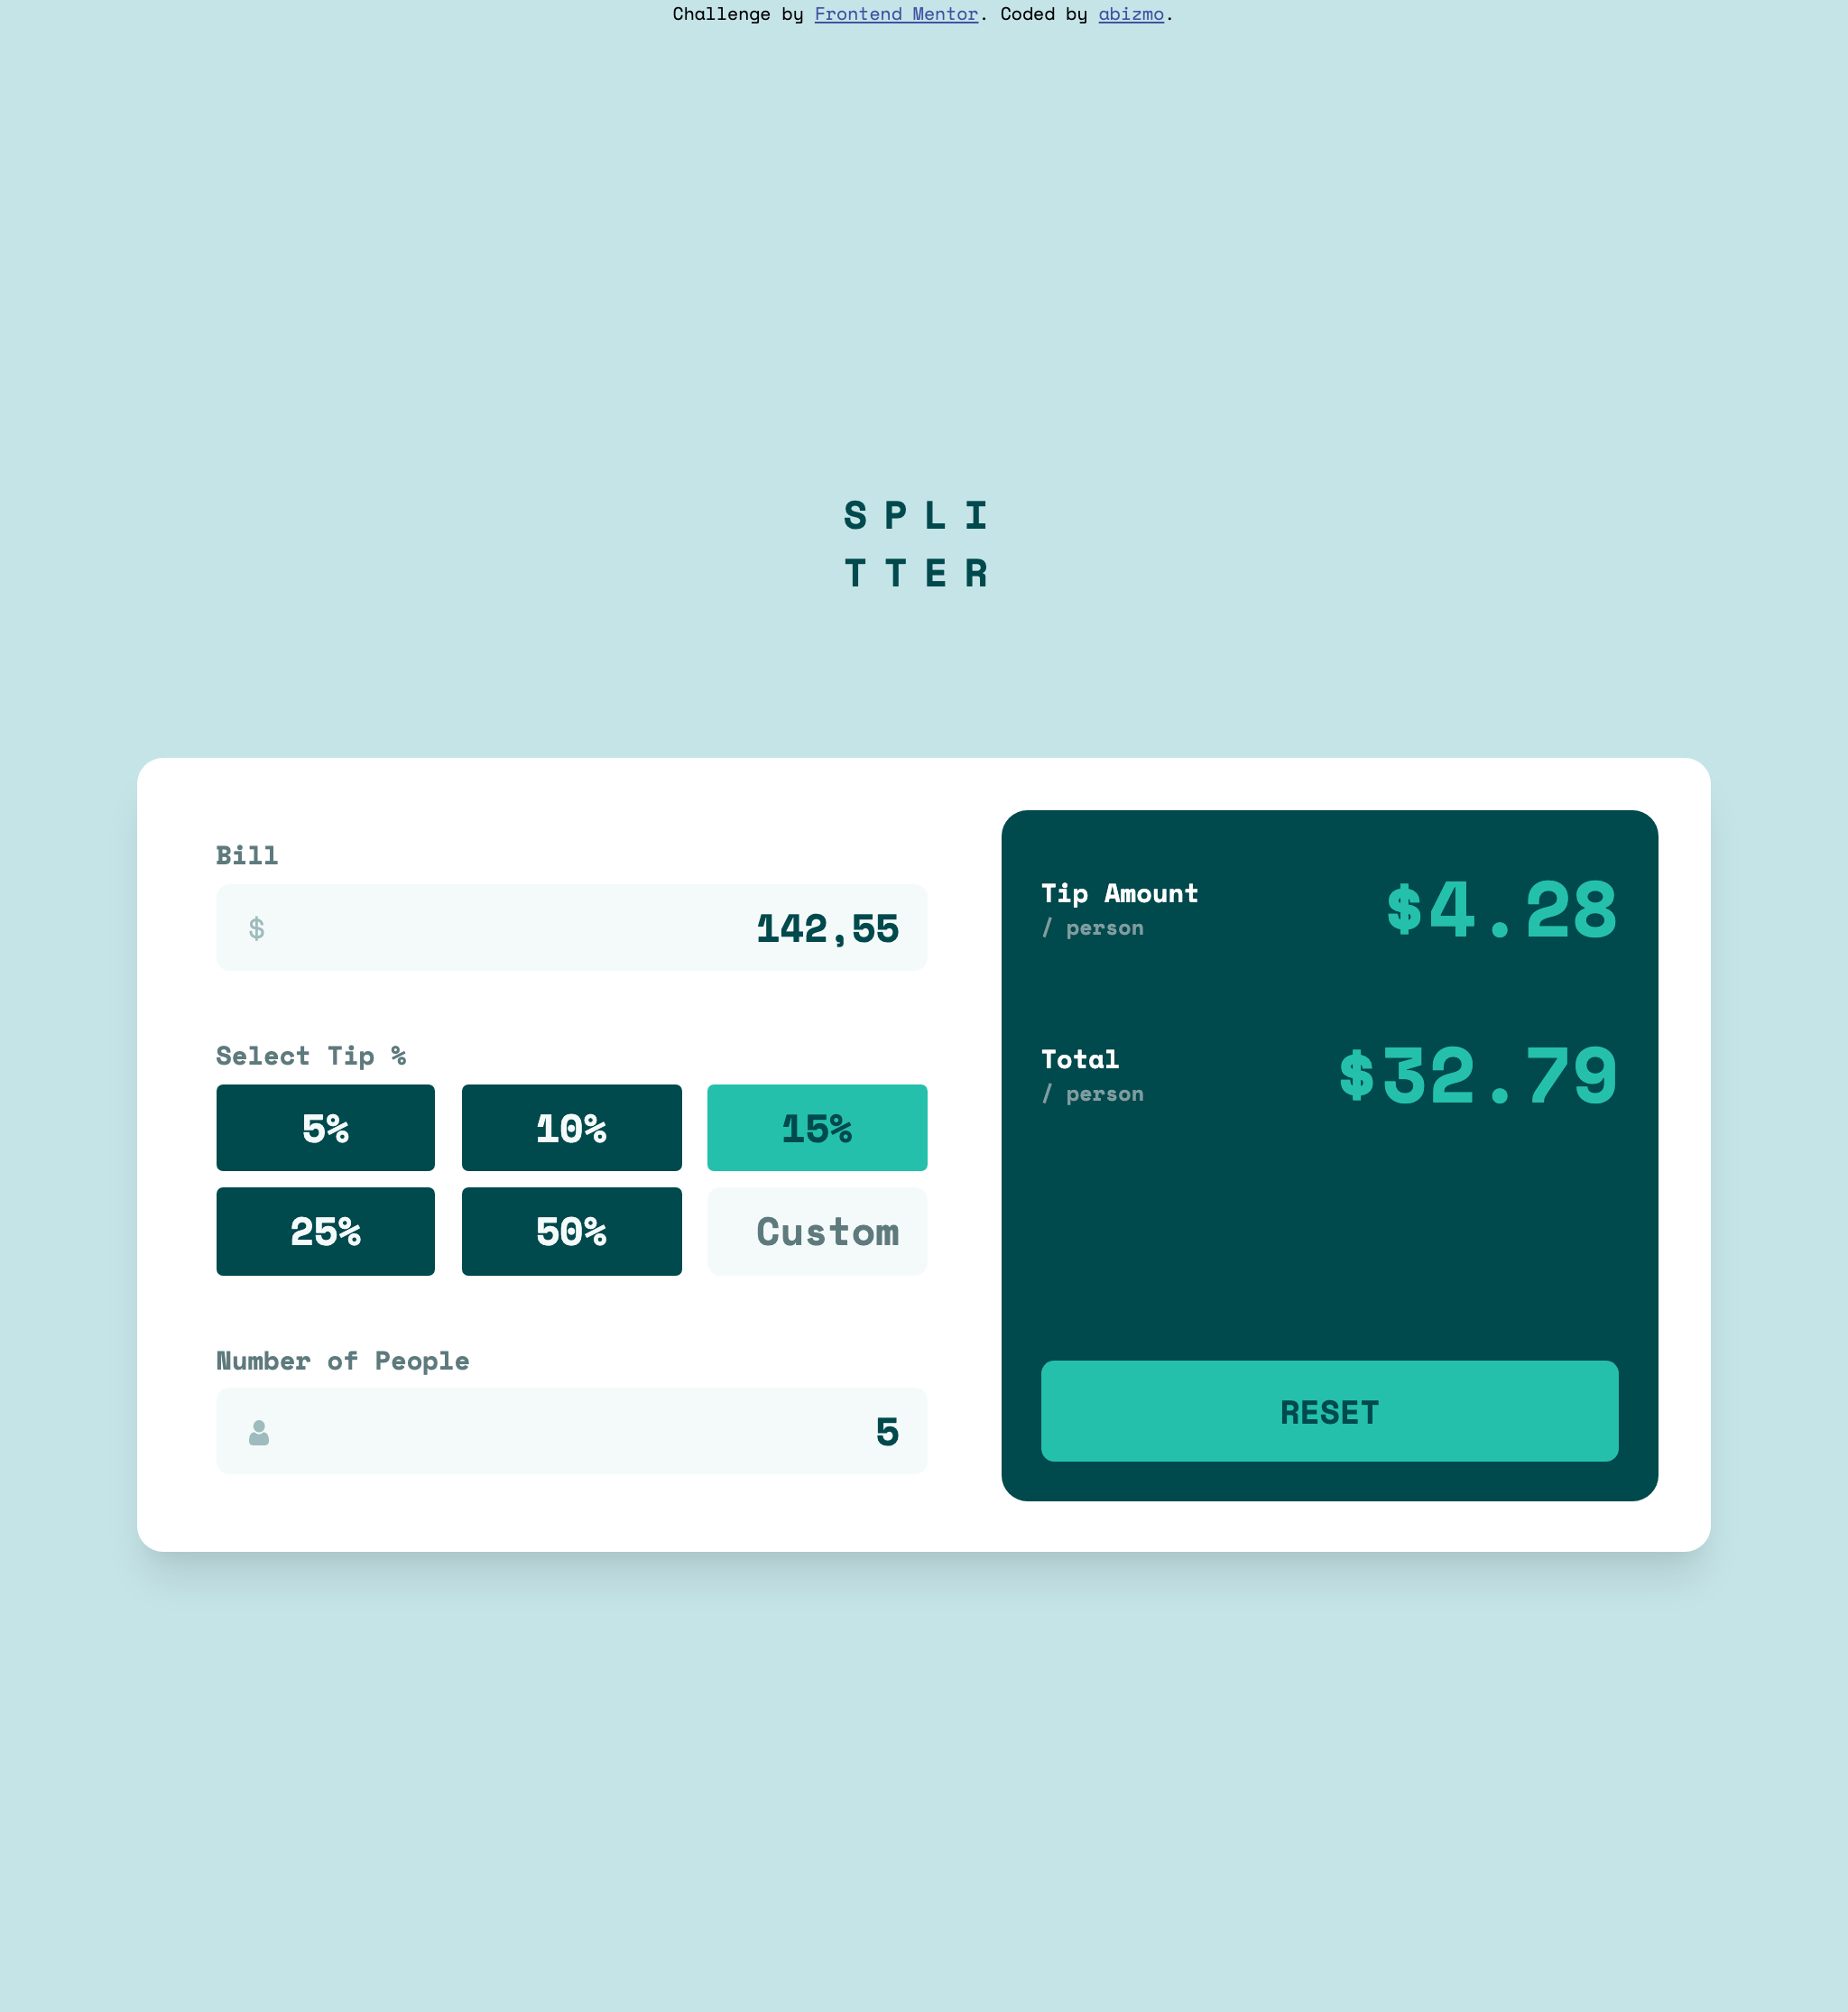 Challenge by Frontend Mentor. Coded by abizmo.
SPLI
TTER
Bill
$ 142,55
Select Tip %
5% 10% 15%
25% 50% Custom
Number of People
5
Tip Amount
/ person
$4.28
Total
/ person
$32.79
RESET